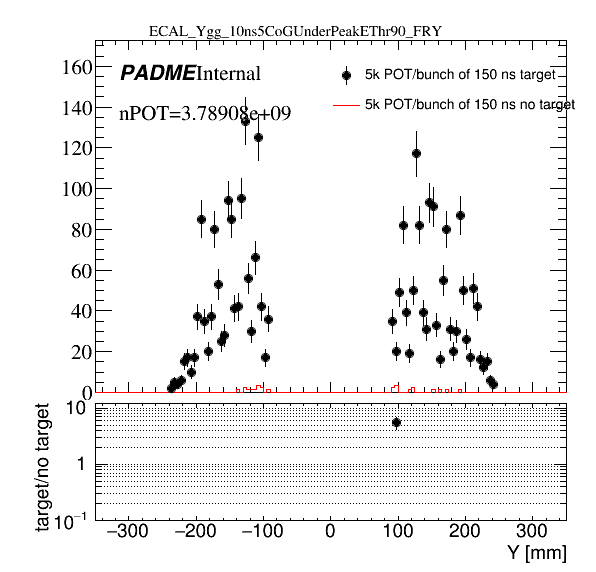 ECAL_Ygg_10ns5CoGUnderPeakEThr90_FRY
PADME Internal
nPOT=3.78908e+09
5k POT/bunch of 150 ns target
5k POT/bunch of 150 ns no target
160
140
120
100
80
60
40
20
0
target/no target
10
1
10⁻¹
−300 −200 −100 0 100 200 300
Y [mm]